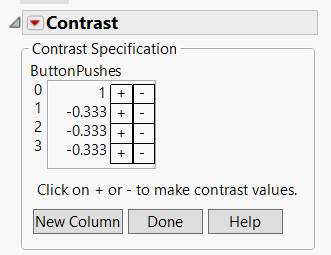 Contrast
Contrast Specification
ButtonPushes
0 1 + -
1 -0.333 + -
2 -0.333 + -
3 -0.333 + -
Click on + or - to make contrast values.
New Column Done Help